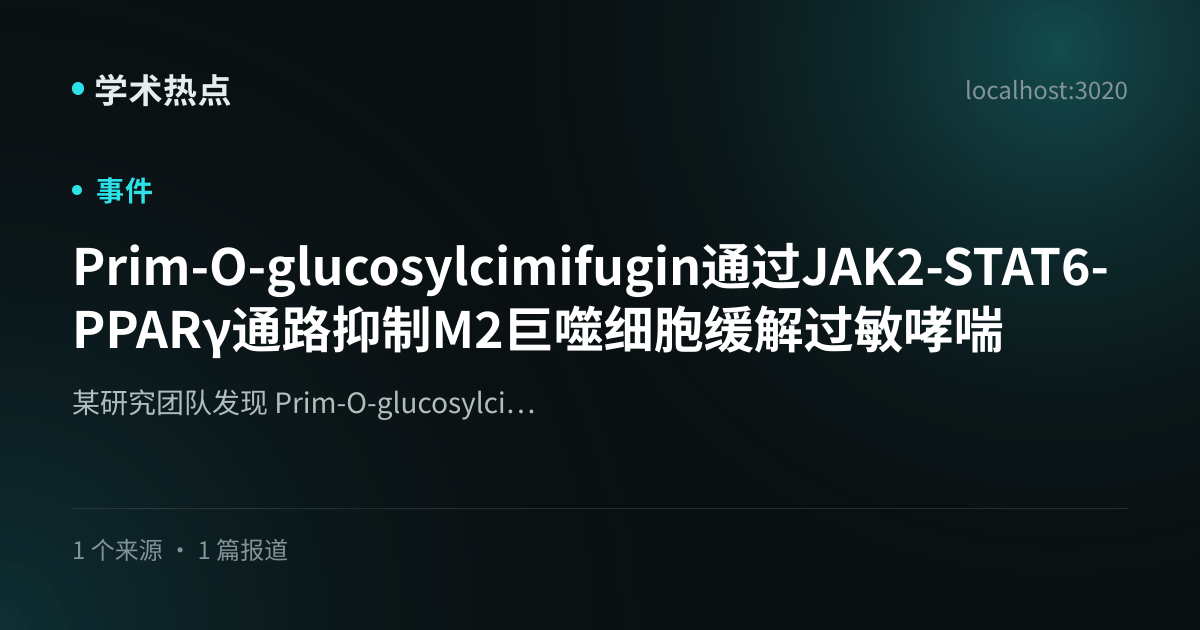 学术热点
localhost:3020
事件
Prim-O-glucosylcimifugin通过JAK2-STAT6-
PPARγ通路抑制M2巨噬细胞缓解过敏哮喘
某研究团队发现 Prim-O-glucosylci…
1 个来源 · 1 篇报道